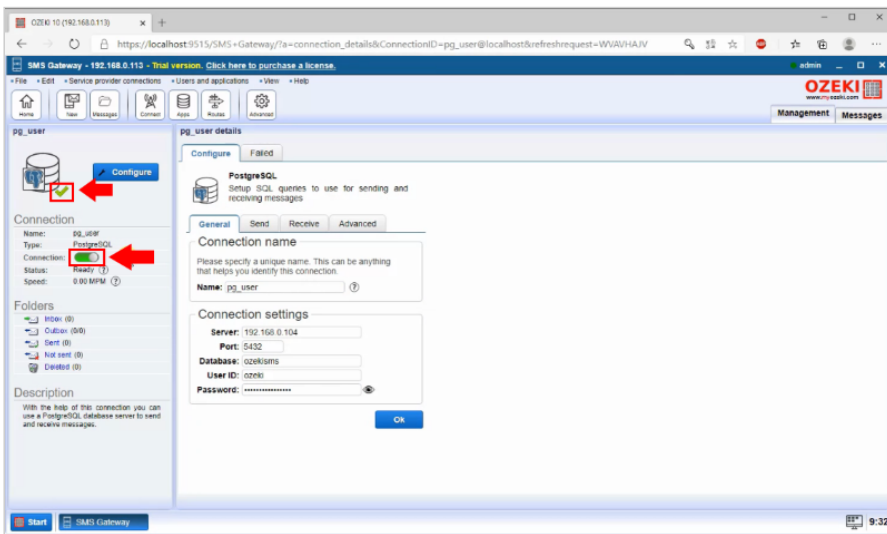 OZEKI 10 (192.168.0.113)
https://localhost:9515/SMS+Gateway/?a=connection_details&ConnectionID=pg_user@localhost&refreshrequest=WVAVHAJV
SMS Gateway - 192.168.0.113 - Trial version. Click here to purchase a license.
admin
File Edit Service provider connections Users and applications View Help
Home New Messages Connect Apps Routes Advanced
OZEKI
www.myozeki.com
Management Messages
pg_user
Configure
Connection
Name: pg_user
Type: PostgreSQL
Connection:
Status: Ready (?)
Speed: 0.00 MPM (?)
Folders
Inbox (0)
Outbox (0/0)
Sent (0)
Not sent (0)
Deleted (0)
Description
With the help of this connection you can
use a PostgreSQL database server to send
and receive messages.
pg_user details
Configure Failed
PostgreSQL
Setup SQL queries to use for sending and
receiving messages
General Send Receive Advanced
Connection name
Please specify a unique name. This can be anything
that helps you identify this connection.
Name: pg_user (?)
Connection settings
Server: 192.168.0.104
Port: 5432
Database: ozekisms
User ID: ozeki
Password: ••••••••••••••••
Ok
Start SMS Gateway 9:32